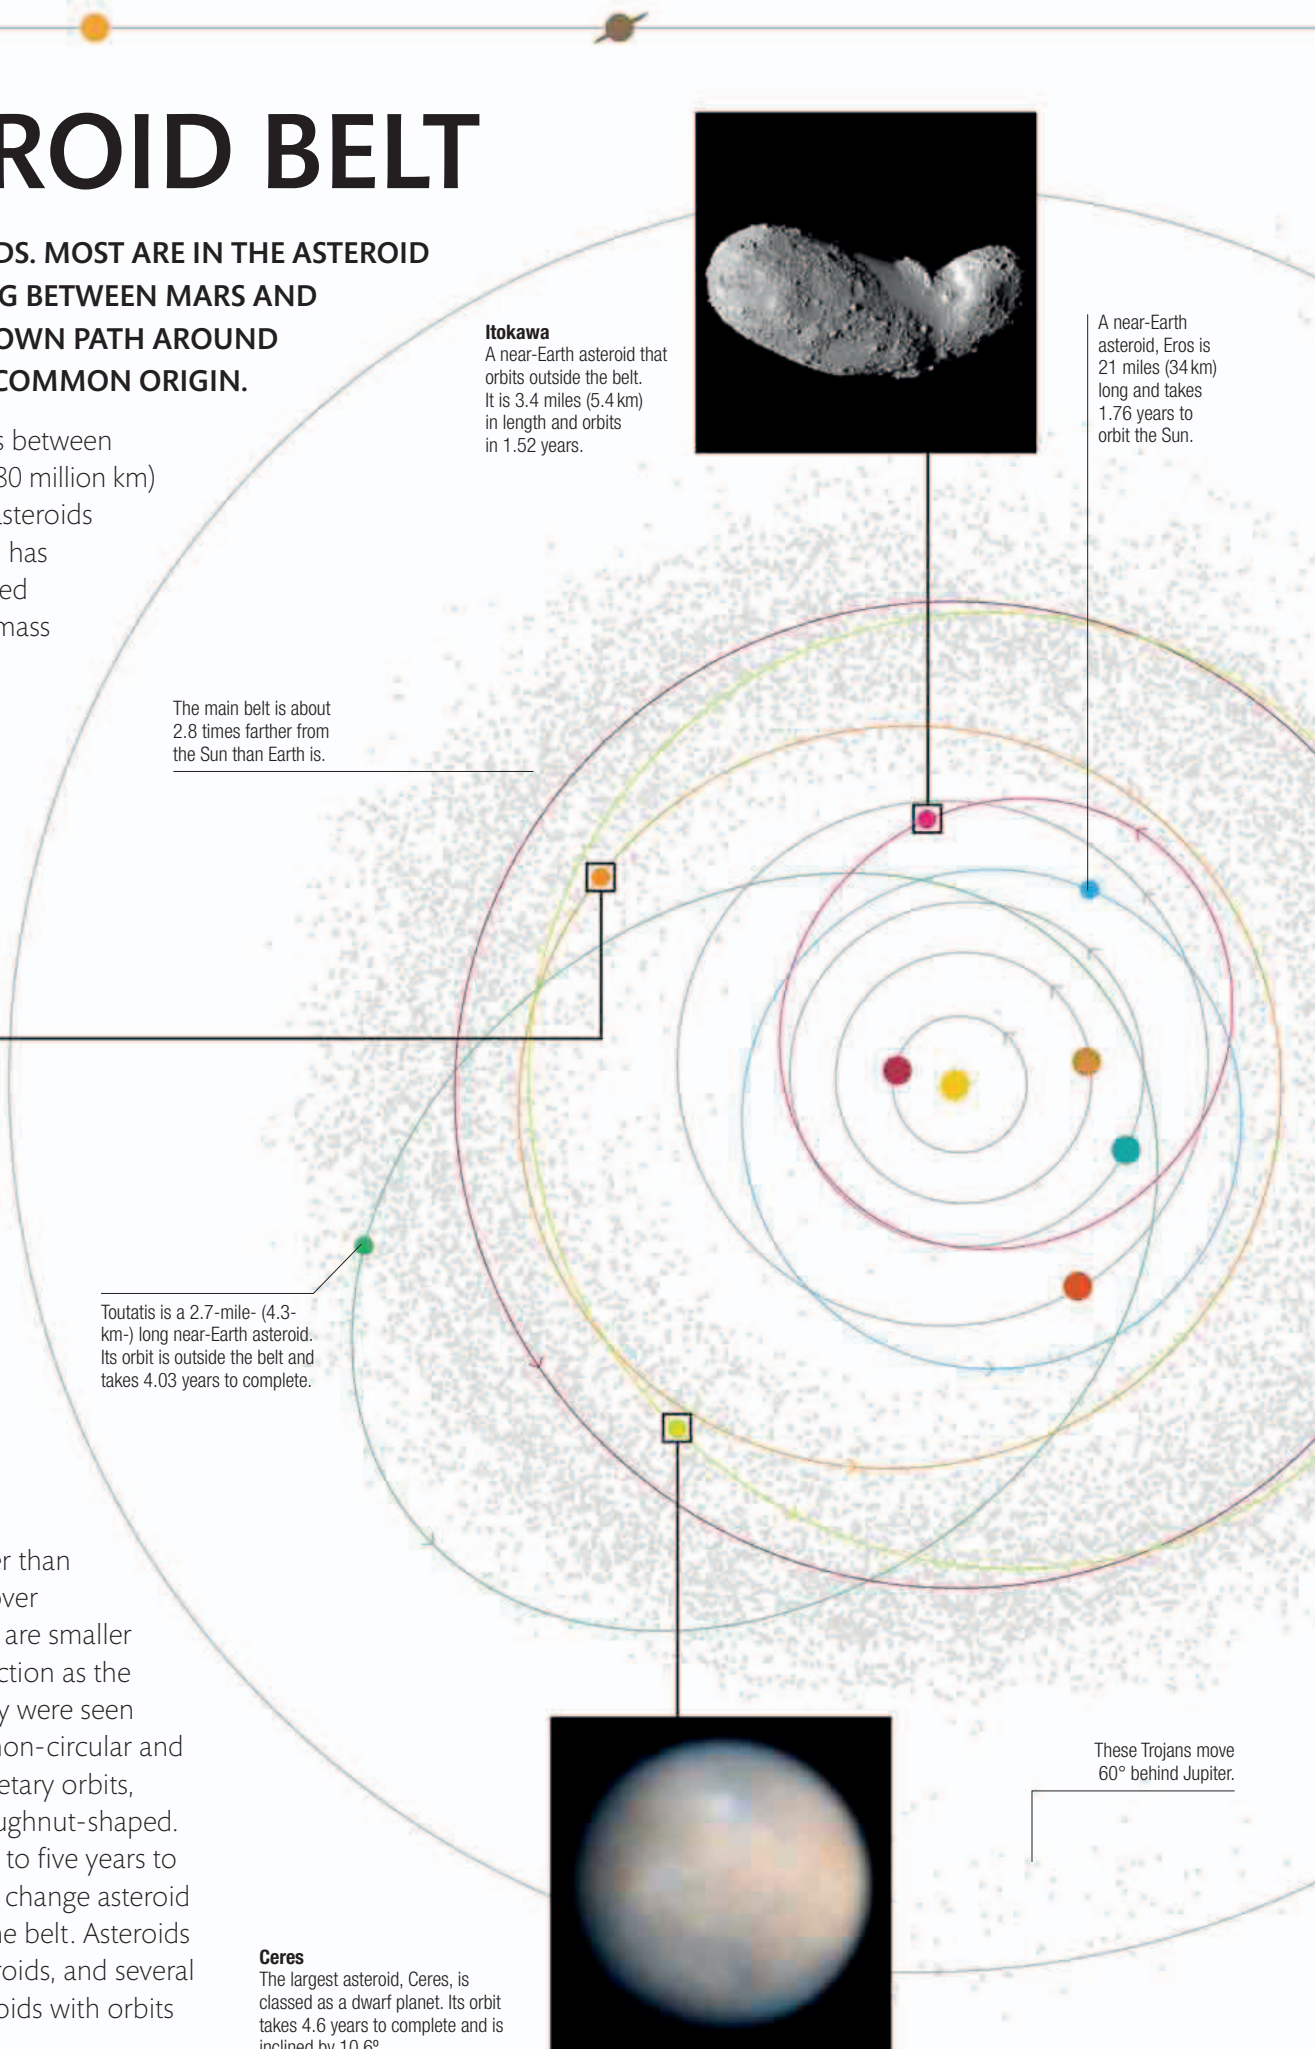 ROID BELT
DS. MOST ARE IN THE ASTEROID
G BETWEEN MARS AND
OWN PATH AROUND
COMMON ORIGIN.
s between
80 million km)
asteroids
has
ed
mass
Itokawa
A near-Earth asteroid that
orbits outside the belt.
It is 3.4 miles (5.4 km)
in length and orbits
in 1.52 years.
A near-Earth
asteroid, Eros is
21 miles (34 km)
long and takes
1.76 years to
orbit the Sun.
The main belt is about
2.8 times farther from
the Sun than Earth is.
Toutatis is a 2.7-mile- (4.3-
km-) long near-Earth asteroid.
Its orbit is outside the belt and
takes 4.03 years to complete.
er than
over
are smaller
ction as the
y were seen
non-circular and
etary orbits,
ughnut-shaped.
to five years to
change asteroid
he belt. Asteroids
roids, and several
oids with orbits
These Trojans move
60° behind Jupiter.
Ceres
The largest asteroid, Ceres, is
classed as a dwarf planet. Its orbit
takes 4.6 years to complete and is
inclined by 10.6º